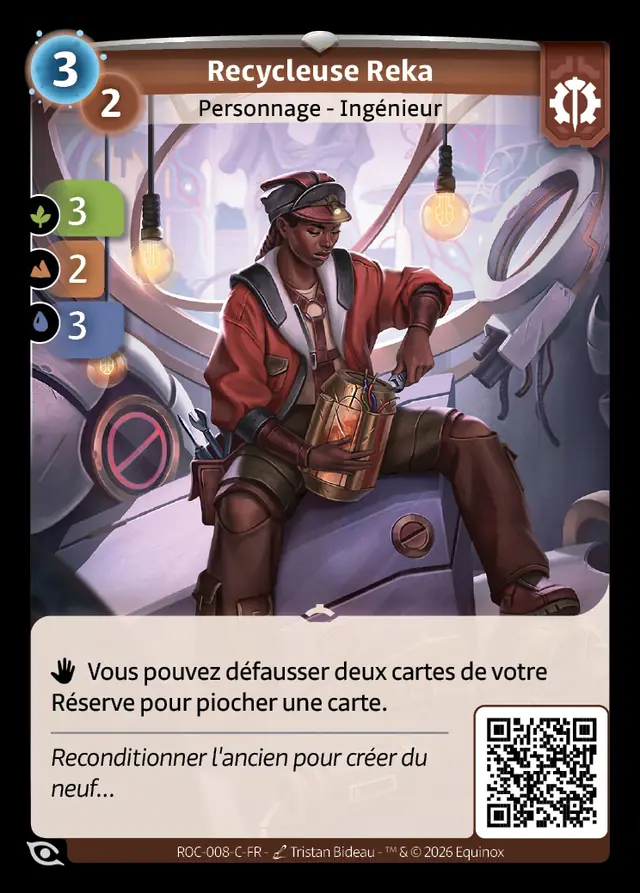 3
Recycleuse Reka
2
Personnage - Ingénieur
3
2
3
Vous pouvez défausser deux cartes de votre
Réserve pour piocher une carte.
Reconditionner l'ancien pour créer du
neuf...
ROC-008-C-FR - Tristan Bideau - ™ & © 2026 Equinox